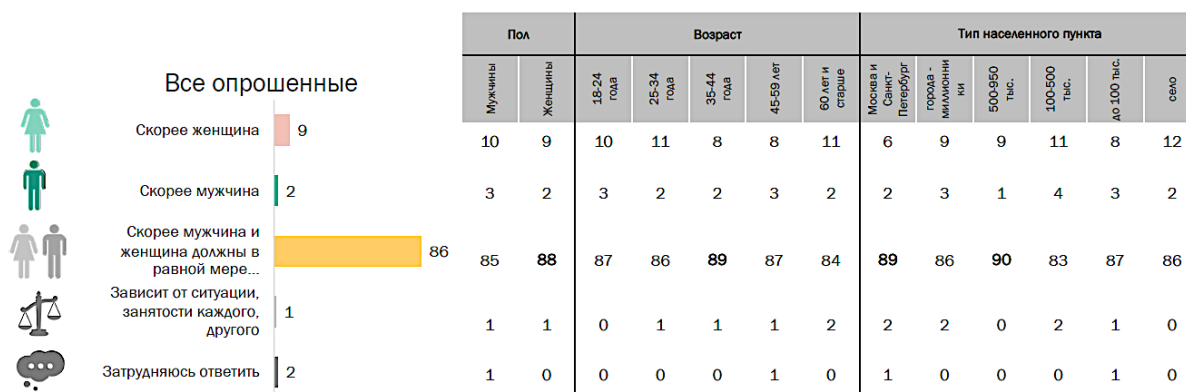 Пол Возраст Тип населенного пункта
Все опрошенные
Мужчины Женщины 18-24 года 25-34 года 35-44 года 45-59 лет 60 лет и старше Москва и Санкт-Петербург города - миллионники 500-950 тыс. 100-500 тыс. до 100 тыс. село
Скорее женщина 9 10 9 10 11 8 8 11 6 9 9 11 8 12
Скорее мужчина 2 3 2 3 2 2 3 2 2 3 1 4 3 2
Скорее мужчина и
женщина должны в
равной мере... 86 85 88 87 86 89 87 84 89 86 90 83 87 86
Зависит от ситуации,
занятости каждого,
другого 1 1 1 0 1 1 1 2 2 2 0 2 1 0
Затрудняюсь ответить 2 1 0 0 0 0 1 0 1 0 0 0 1 0